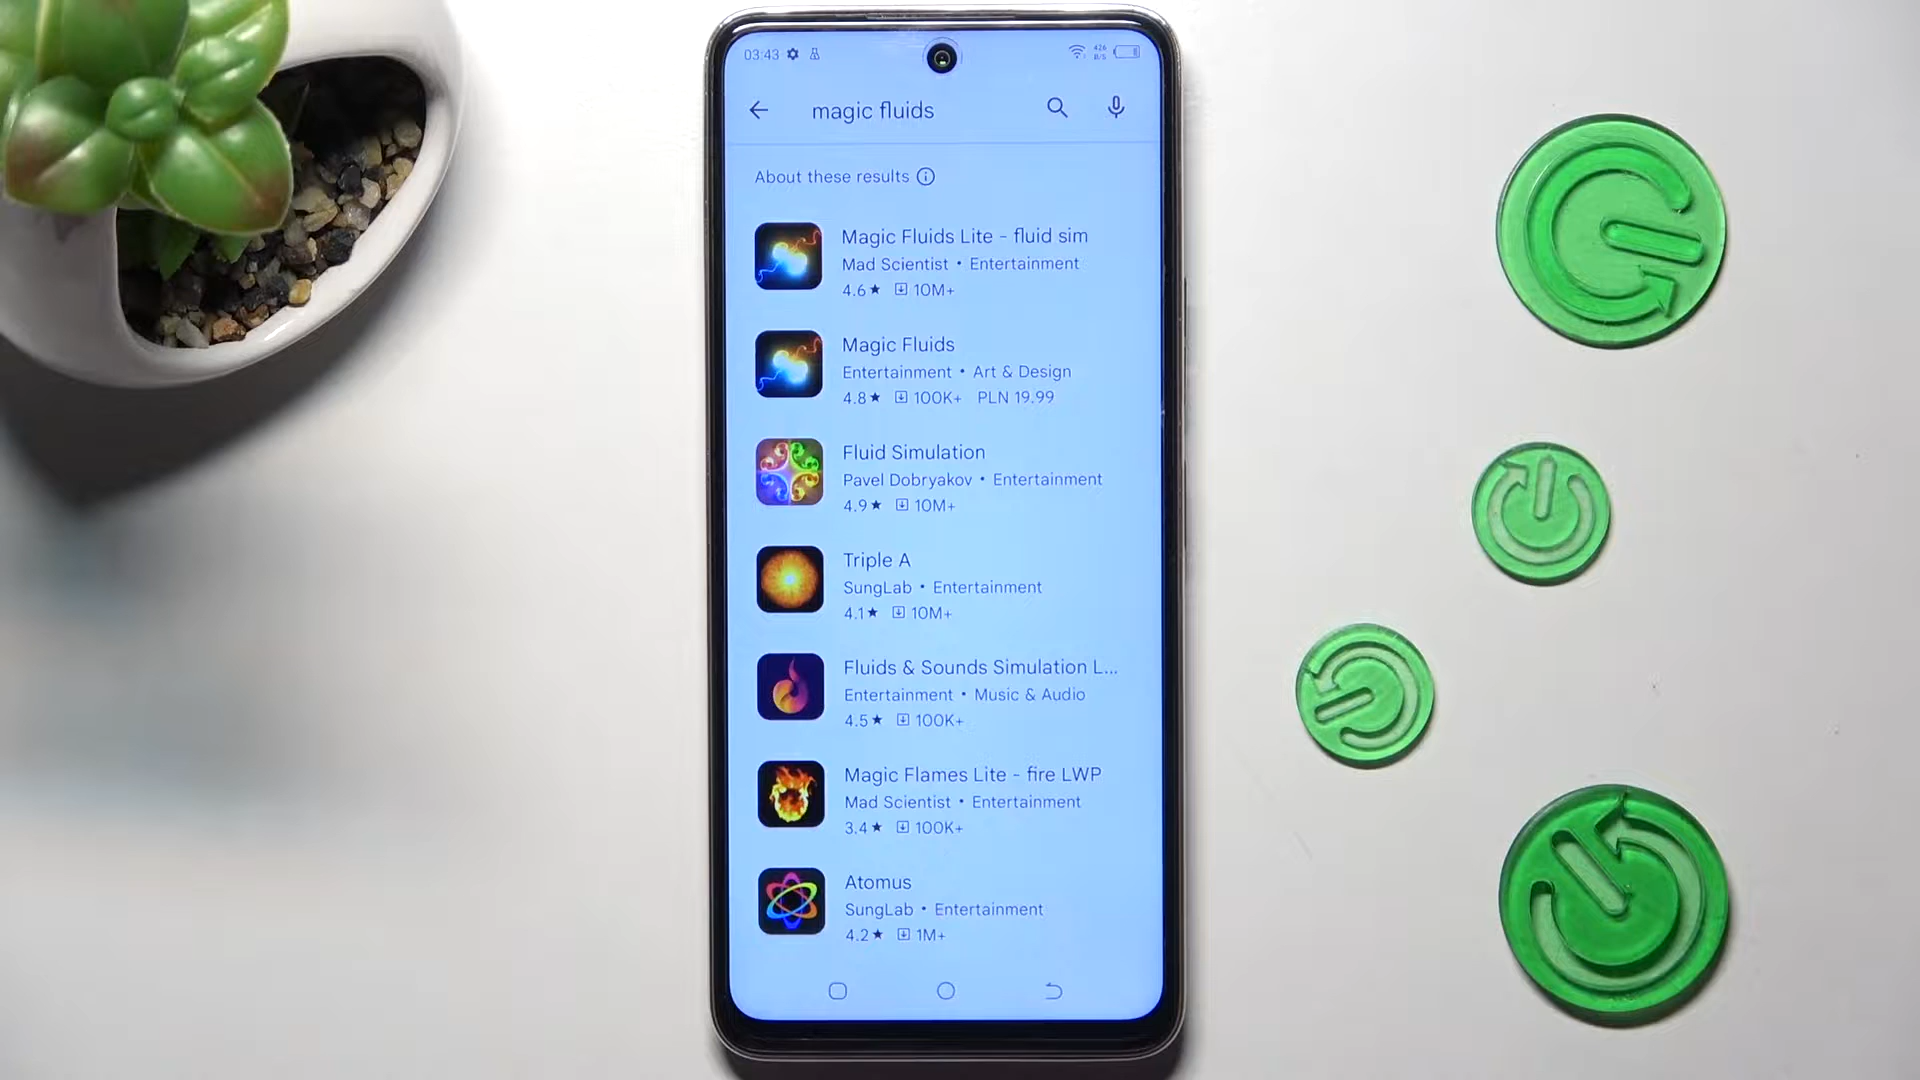 03:43 426 B/S
magic fluids
About these results
Magic Fluids Lite - fluid sim
Mad Scientist • Entertainment
4.6★ 10M+
Magic Fluids
Entertainment • Art & Design
4.8★ 100K+ PLN 19.99
Fluid Simulation
Pavel Dobryakov • Entertainment
4.9★ 10M+
Triple A
SungLab • Entertainment
4.1★ 10M+
Fluids & Sounds Simulation L...
Entertainment • Music & Audio
4.5★ 100K+
Magic Flames Lite - fire LWP
Mad Scientist • Entertainment
3.4★ 100K+
Atomus
SungLab • Entertainment
4.2★ 1M+